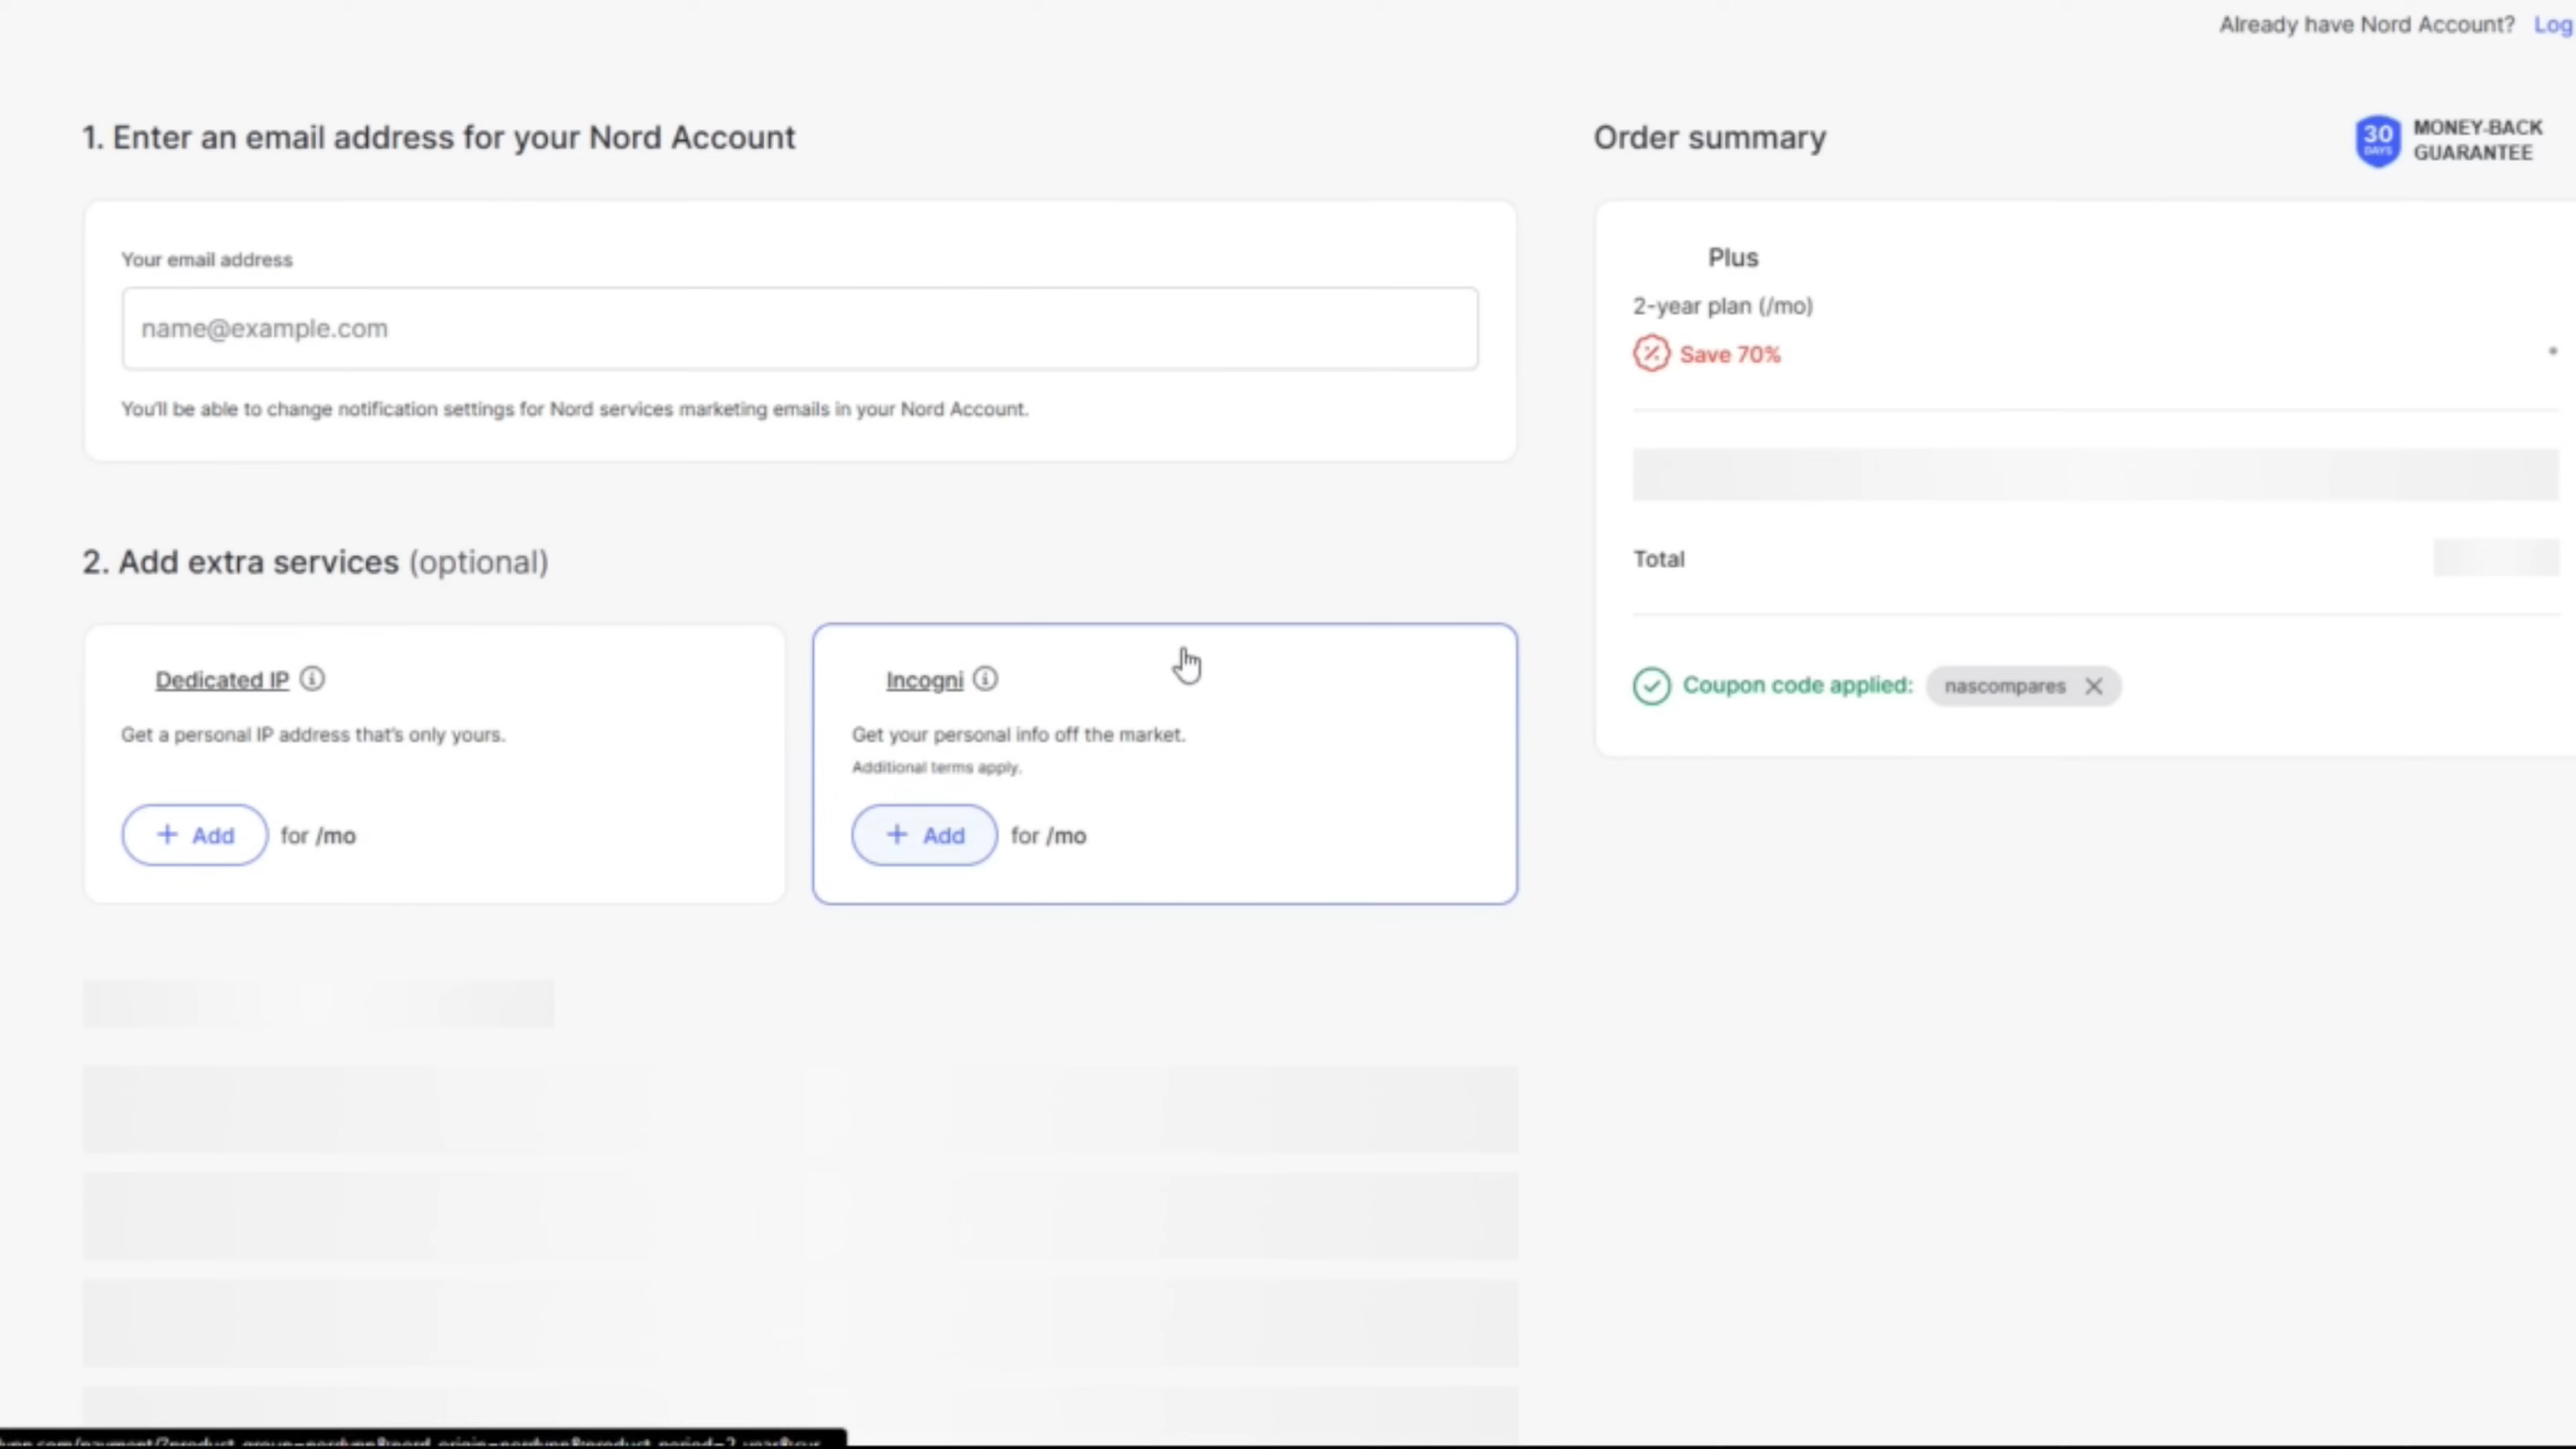 Already have Nord Account? Log
1. Enter an email address for your Nord Account
Your email address
name@example.com
You'll be able to change notification settings for Nord services marketing emails in your Nord Account.
2. Add extra services (optional)
Dedicated IP
Get a personal IP address that's only yours.
+ Add for /mo
Incogni
Get your personal info off the market.
Additional terms apply.
+ Add for /mo
Order summary
30 DAYS
MONEY-BACK
GUARANTEE
Plus
2-year plan (/mo)
Save 70%
Total
Coupon code applied: nascompares